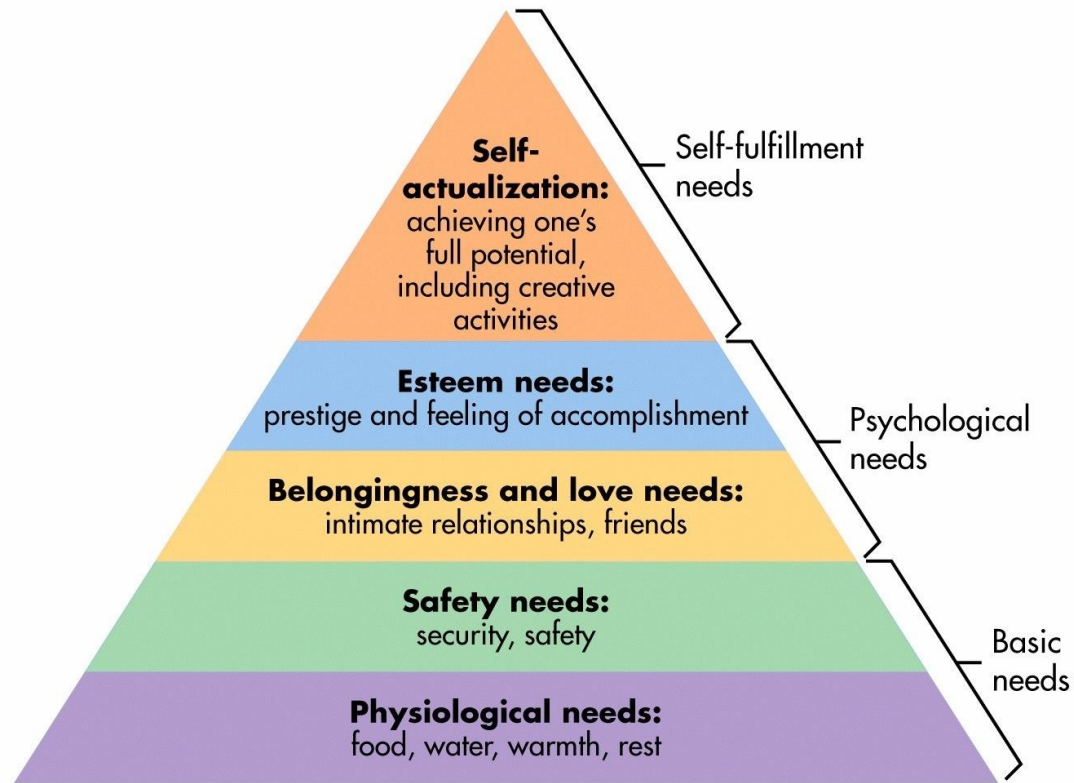 Self-
actualization:
achieving one's
full potential,
including creative
activities
Self-fulfillment
needs
Esteem needs:
prestige and feeling of accomplishment
Belongingness and love needs:
intimate relationships, friends
Psychological
needs
Safety needs:
security, safety
Physiological needs:
food, water, warmth, rest
Basic
needs